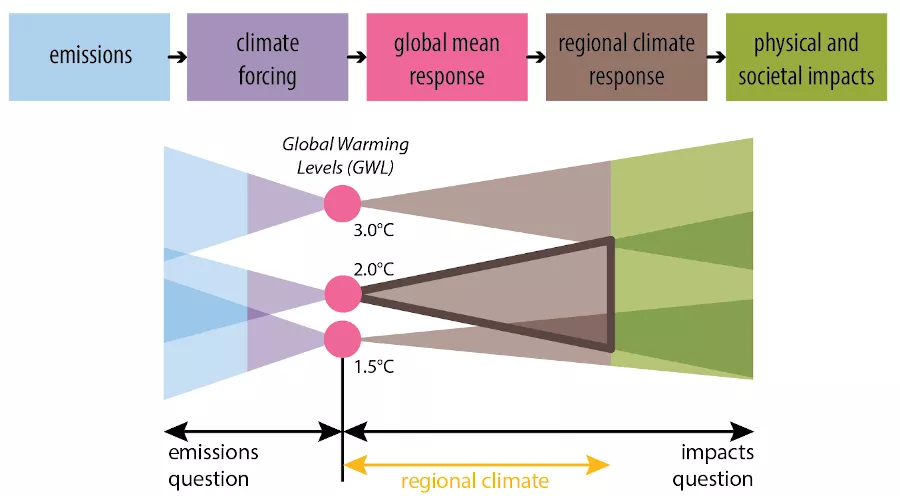 emissions
climate
forcing
global mean
response
regional climate
response
physical and
societal impacts
Global Warming
Levels (GWL)
3.0°C
2.0°C
1.5°C
emissions
question
regional climate
impacts
question